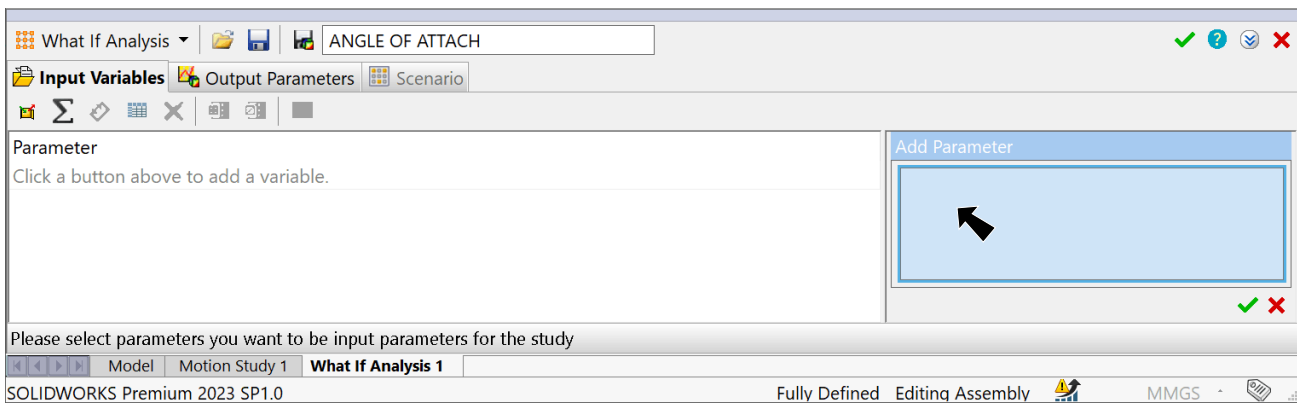 What If Analysis ANGLE OF ATTACH
Input Variables Output Parameters Scenario
Parameter Add Parameter
Click a button above to add a variable.
Please select parameters you want to be input parameters for the study
Model Motion Study 1 What If Analysis 1
SOLIDWORKS Premium 2023 SP1.0 Fully Defined Editing Assembly MMGS